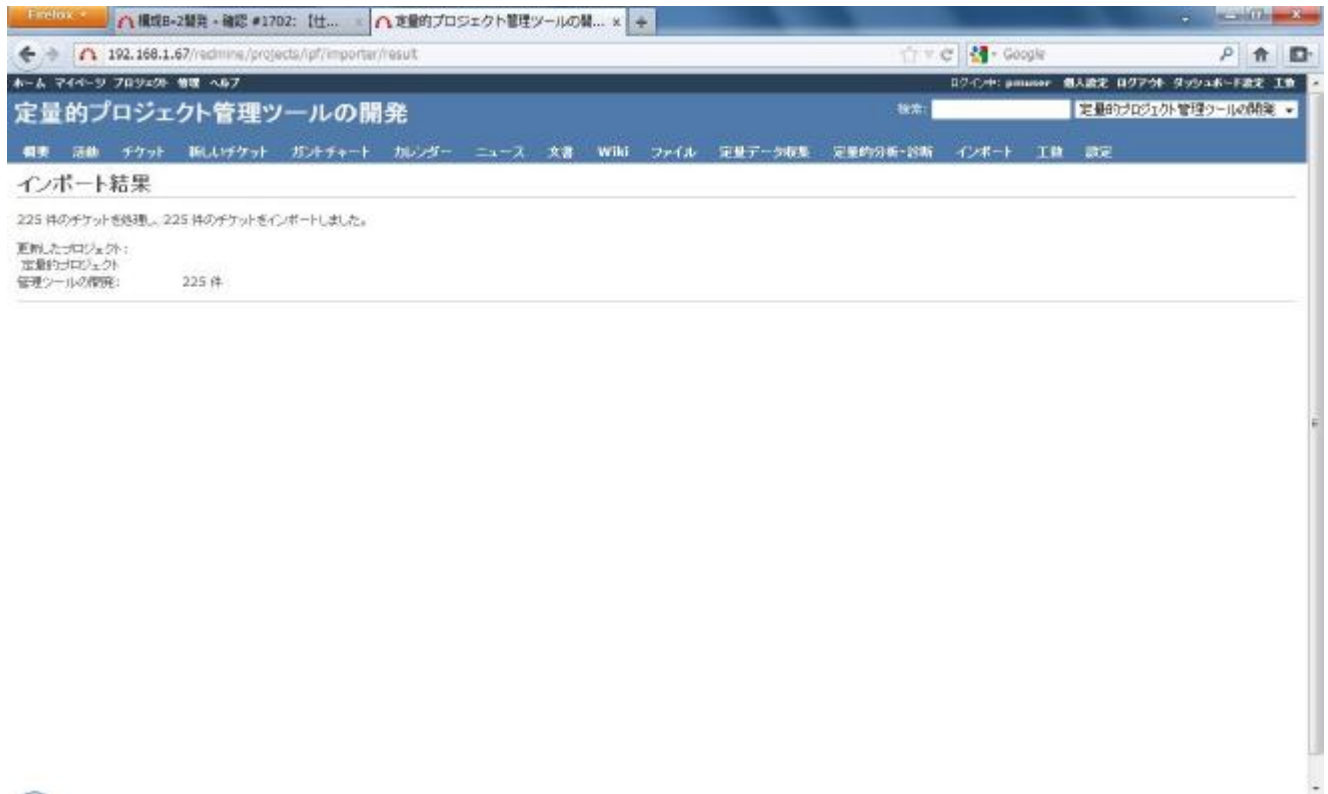 Firefox
構成B-2開発 - 確認 #1702: 【仕...
定量的プロジェクト管理ツールの開... x
192.168.1.67/redmine/projects/ipf/importer/result
Google
ホーム マイページ プロジェクト 管理 ヘルプ
ログイン中: pmuser 個人設定 ログアウト ダッシュボード設定 工数
定量的プロジェクト管理ツールの開発
検索:
定量的プロジェクト管理ツールの開発
概要 活動 チケット 新しいチケット ガントチャート カレンダー ニュース 文書 Wiki ファイル 定量データ収集 定量的分析・診断 インポート 工数 設定
インポート結果
225 件のチケットを処理し、225 件のチケットをインポートしました。
更新したプロジェクト:
定量的プロジェクト
管理ツールの開発: 225 件